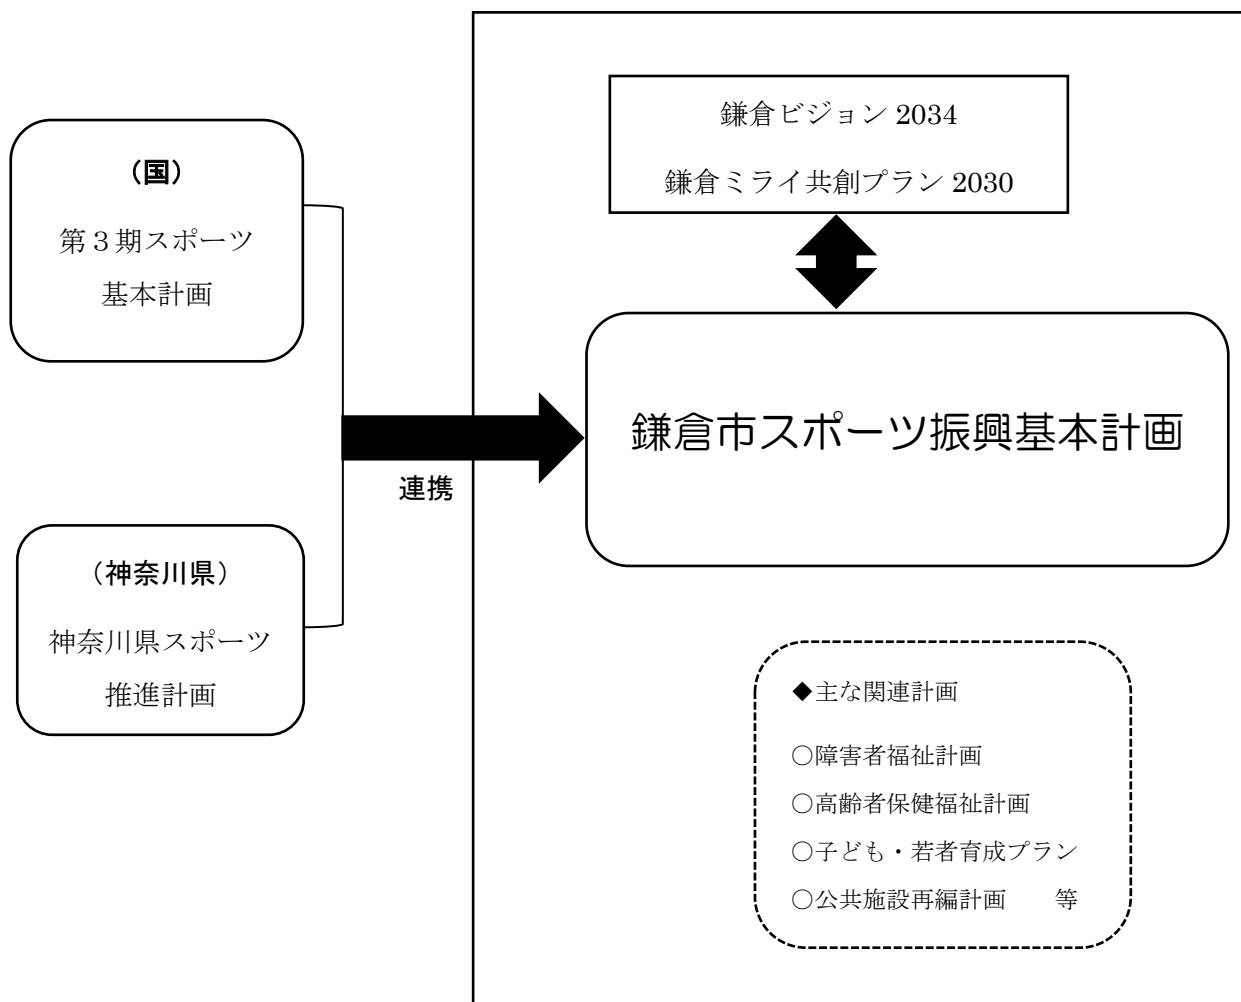 (国)
第３期スポーツ
基本計画
(神奈川県)
神奈川県スポーツ
推進計画
連携
鎌倉ビジョン 2034
鎌倉ミライ共創プラン 2030
鎌倉市スポーツ振興基本計画
◆主な関連計画
○障害者福祉計画
○高齢者保健福祉計画
○子ども・若者育成プラン
○公共施設再編計画　　等